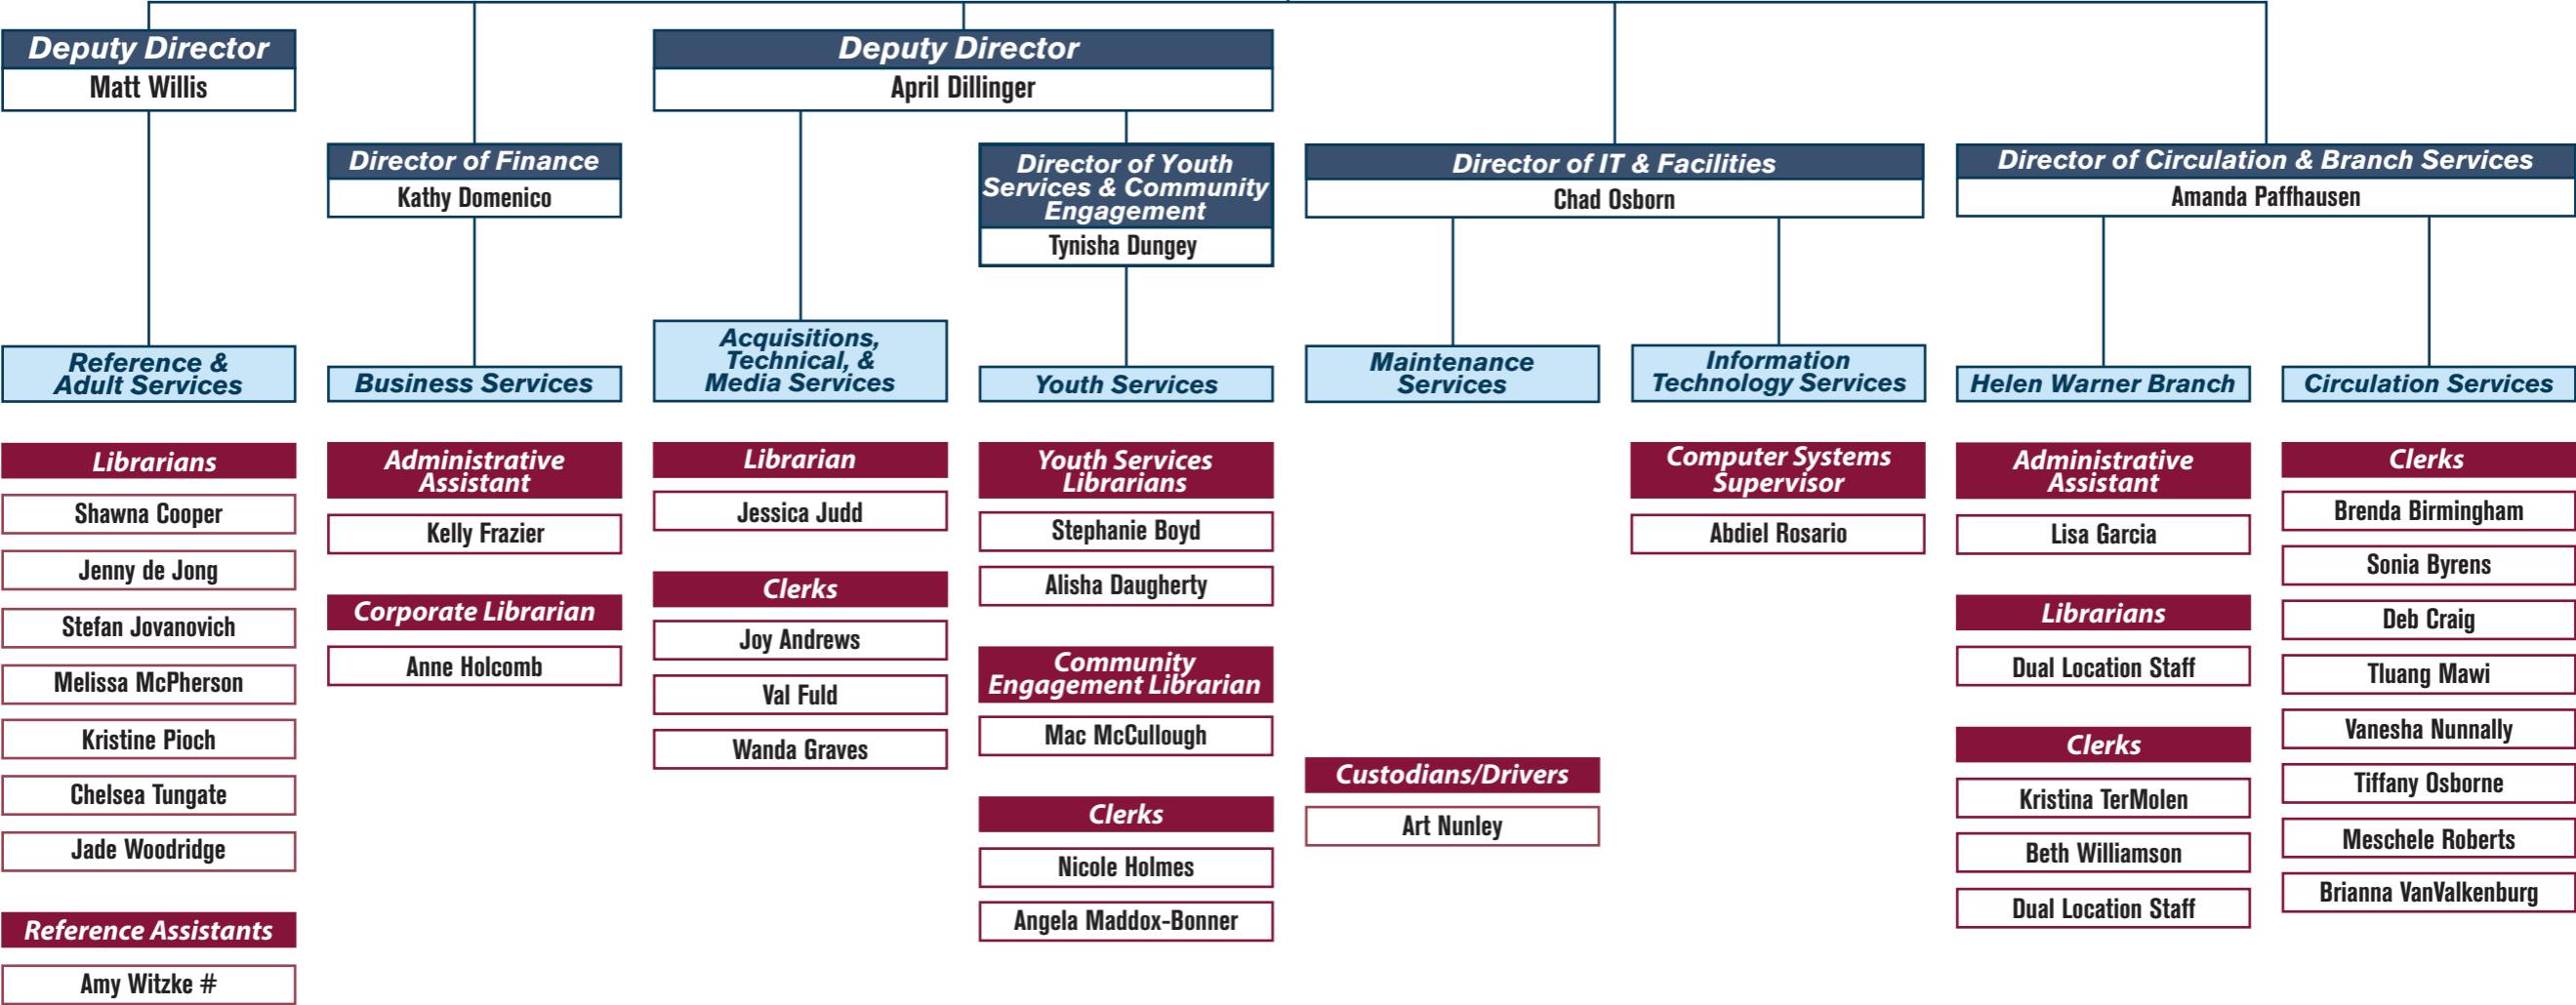 Deputy Director
Matt Willis
Deputy Director
April Dillinger
Director of Finance
Kathy Domenico
Director of Youth
Services & Community
Engagement
Tynisha Dungey
Director of IT & Facilities
Chad Osborn
Director of Circulation & Branch Services
Amanda Paffhausen
Reference &
Adult Services
Business Services
Acquisitions,
Technical, &
Media Services
Youth Services
Maintenance
Services
Information
Technology Services
Helen Warner Branch
Circulation Services
Librarians
Shawna Cooper
Jenny de Jong
Stefan Jovanovich
Melissa McPherson
Kristine Pioch
Chelsea Tungate
Jade Woodridge
Reference Assistants
Amy Witzke #
Administrative
Assistant
Kelly Frazier
Corporate Librarian
Anne Holcomb
Librarian
Jessica Judd
Clerks
Joy Andrews
Val Fuld
Wanda Graves
Youth Services
Librarians
Stephanie Boyd
Alisha Daugherty
Community
Engagement Librarian
Mac McCullough
Clerks
Nicole Holmes
Angela Maddox-Bonner
Custodians/Drivers
Art Nunley
Computer Systems
Supervisor
Abdiel Rosario
Administrative
Assistant
Lisa Garcia
Librarians
Dual Location Staff
Clerks
Kristina TerMolen
Beth Williamson
Dual Location Staff
Clerks
Brenda Birmingham
Sonia Byrens
Deb Craig
Tluang Mawi
Vanesha Nunnally
Tiffany Osborne
Meschele Roberts
Brianna VanValkenburg